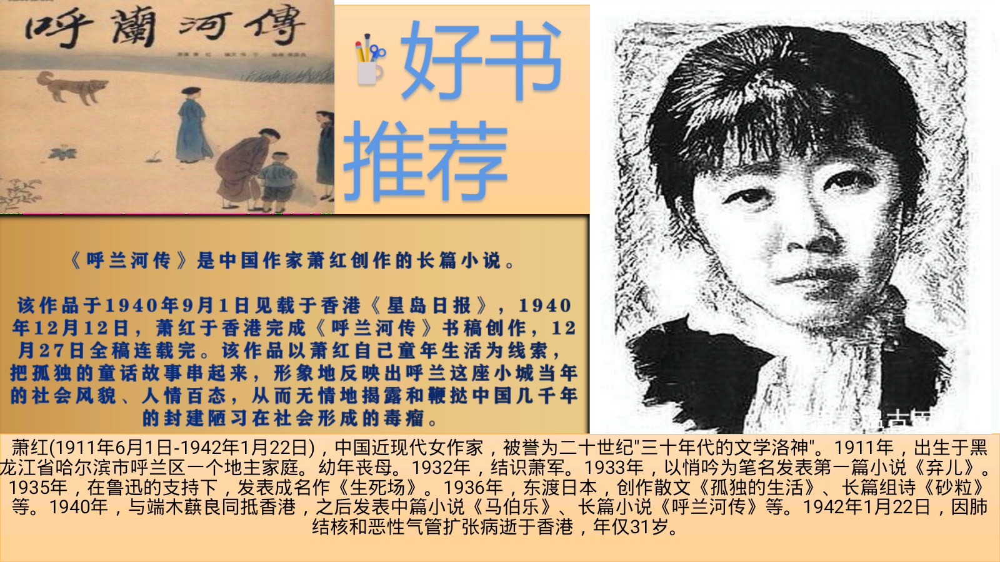 呼蘭河傳
好书
推荐
《呼兰河传》是中国作家萧红创作的长篇小说。
该作品于1940年9月1日见载于香港《星岛日报》，1940
年12月12日，萧红于香港完成《呼兰河传》书稿创作，12
月27日全稿连载完。该作品以萧红自己童年生活为线索，
把孤独的童话故事串起来，形象地反映出呼兰这座小城当年
的社会风貌、人情百态，从而无情地揭露和鞭挞中国几千年
的封建陋习在社会形成的毒瘤。
萧红(1911年6月1日-1942年1月22日)，中国近现代女作家，被誉为二十世纪"三十年代的文学洛神"。1911年，出生于黑
龙江省哈尔滨市呼兰区一个地主家庭。幼年丧母。1932年，结识萧军。1933年，以悄吟为笔名发表第一篇小说《弃儿》。
1935年，在鲁迅的支持下，发表成名作《生死场》。1936年，东渡日本，创作散文《孤独的生活》、长篇组诗《砂粒》
等。1940年，与端木蕻良同抵香港，之后发表中篇小说《马伯乐》、长篇小说《呼兰河传》等。1942年1月22日，因肺
结核和恶性气管扩张病逝于香港，年仅31岁。